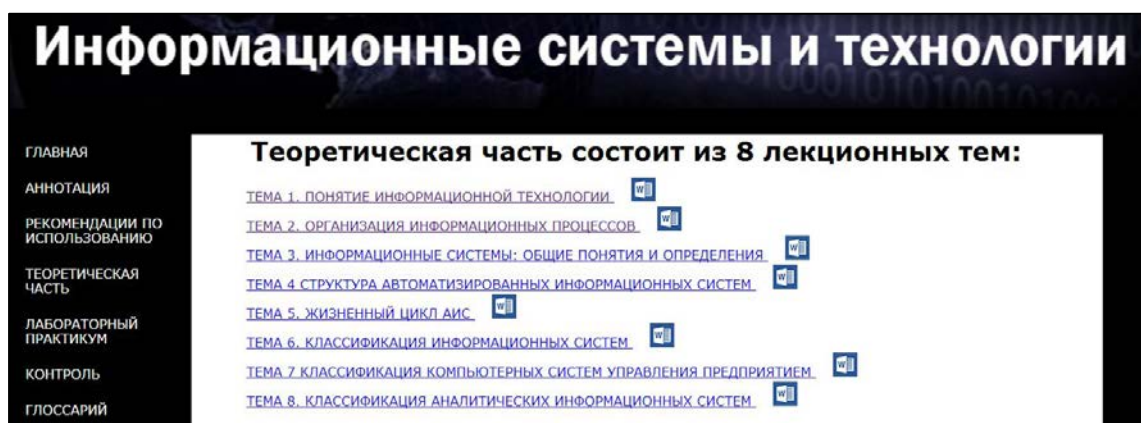 Информационные системы и технологии
ГЛАВНАЯ
АННОТАЦИЯ
РЕКОМЕНДАЦИИ ПО
ИСПОЛЬЗОВАНИЮ
ТЕОРЕТИЧЕСКАЯ
ЧАСТЬ
ЛАБОРАТОРНЫЙ
ПРАКТИКУМ
КОНТРОЛЬ
ГЛОССАРИЙ
Теоретическая часть состоит из 8 лекционных тем:
ТЕМА 1. ПОНЯТИЕ ИНФОРМАЦИОННОЙ ТЕХНОЛОГИИ
ТЕМА 2. ОРГАНИЗАЦИЯ ИНФОРМАЦИОННЫХ ПРОЦЕССОВ
ТЕМА 3. ИНФОРМАЦИОННЫЕ СИСТЕМЫ: ОБЩИЕ ПОНЯТИЯ И ОПРЕДЕЛЕНИЯ
ТЕМА 4 СТРУКТУРА АВТОМАТИЗИРОВАННЫХ ИНФОРМАЦИОННЫХ СИСТЕМ
ТЕМА 5. ЖИЗНЕННЫЙ ЦИКЛ АИС
ТЕМА 6. КЛАССИФИКАЦИЯ ИНФОРМАЦИОННЫХ СИСТЕМ
ТЕМА 7 КЛАССИФИКАЦИЯ КОМПЬЮТЕРНЫХ СИСТЕМ УПРАВЛЕНИЯ ПРЕДПРИЯТИЕМ
ТЕМА 8. КЛАССИФИКАЦИЯ АНАЛИТИЧЕСКИХ ИНФОРМАЦИОННЫХ СИСТЕМ